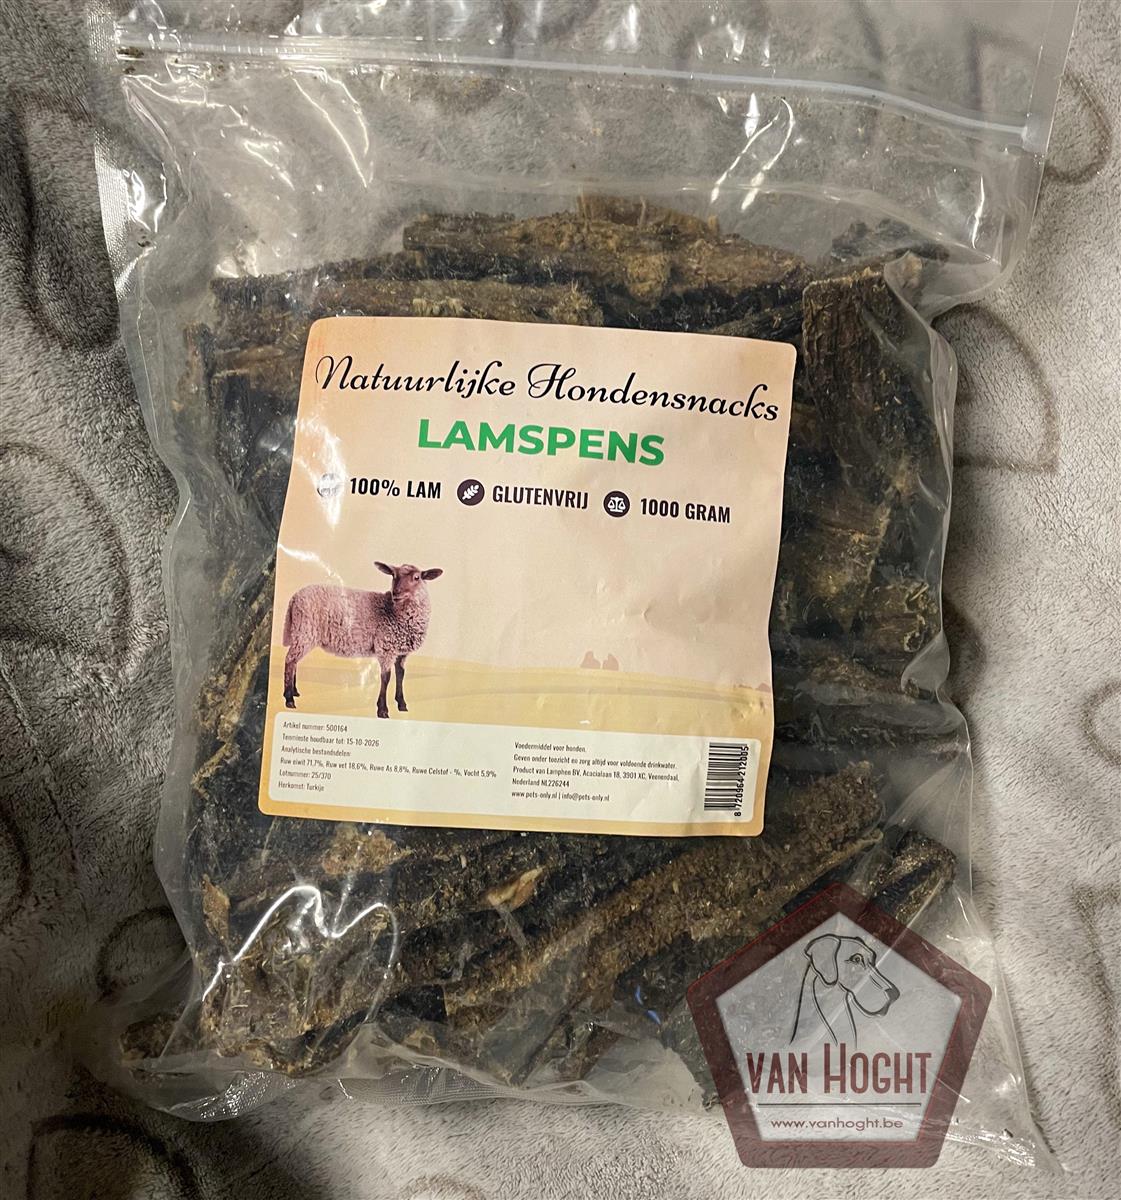 Natuurlijke Hondensnacks
LAMSPENS
100% LAM GLUTENVRIJ 1000 GRAM
Artikel nummer: 500164
Tenminste houdbaar tot: 15-10-2026
Analytische bestandsdelen:
Ruw eiwit 71,7%, Ruw vet 18,6%, Ruwe As 8,8%, Ruwe Celstof - %, Vocht 5,9%
Lotnummer: 25/370
Herkomst: Turkije
Voedermiddel voor honden.
Geven onder toezicht en zorg altijd voor voldoende drinkwater.
Product van Lamphen BV, Acacialaan 18, 3901 XC, Veenendaal,
Nederland NL226244
www.pets-only.nl | info@pets-only.nl
8720964212005
VAN HOGHT
www.vanhoght.be